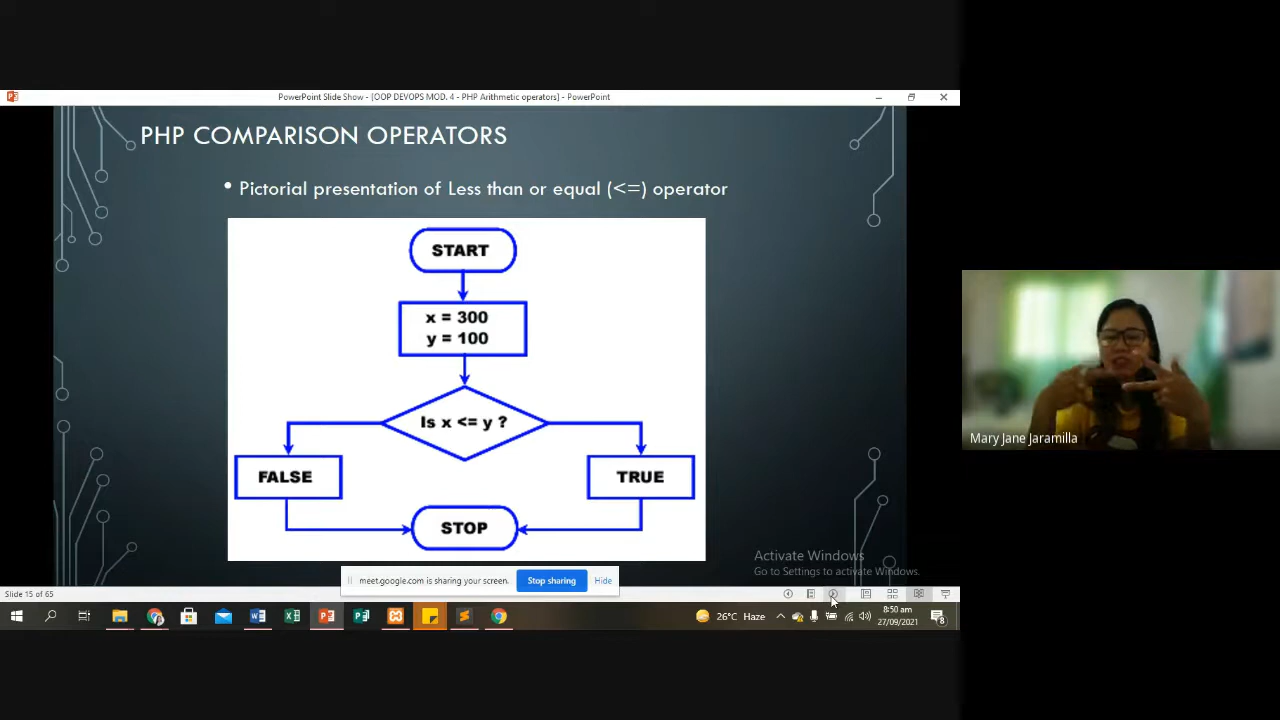 PowerPoint Slide Show - [OOP DEVOPS MOD. 4 - PHP Arithmetic operators] - PowerPoint
PHP COMPARISON OPERATORS
• Pictorial presentation of Less than or equal (<=) operator
START
x = 300
y = 100
Is x <= y ?
FALSE
TRUE
STOP
Mary Jane Jaramilla
Activate Windows
Go to Settings to activate Windows.
meet.google.com is sharing your screen.
Stop sharing
Hide
Slide 15 of 65
26°C Haze
8:50 am
27/09/2021
8